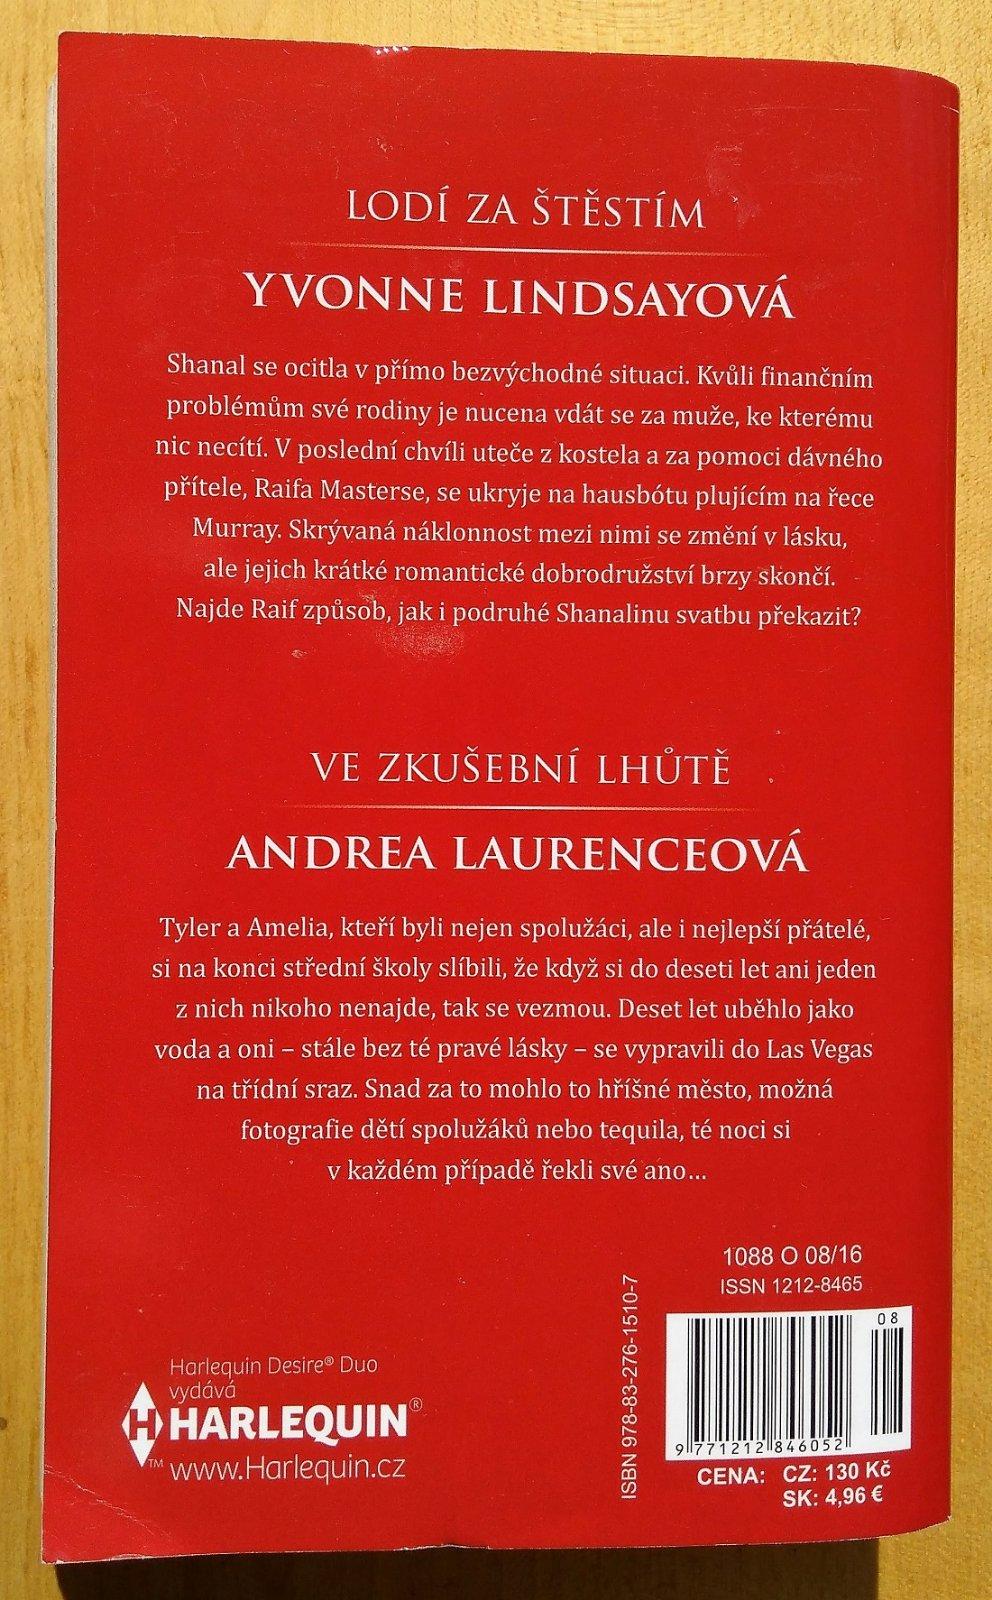 LODÍ ZA ŠTĚSTÍM
YVONNE LINDSAYOVÁ
Shanal se ocitla v přímo bezvýchodné situaci. Kvůli finančním
problémům své rodiny je nucena vdát se za muže, ke kterému
nic necítí. V poslední chvíli uteče z kostela a za pomoci dávného
přítele, Raifa Masterse, se ukryje na hausbótu plujícím na řece
Murray. Skrývaná náklonnost mezi nimi se změní v lásku,
ale jejich krátké romantické dobrodružství brzy skončí.
Najde Raif způsob, jak i podruhé Shanalinu svatbu překazit?
VE ZKUŠEBNÍ LHŮTĚ
ANDREA LAURENCEOVÁ
Tyler a Amelia, kteří byli nejen spolužáci, ale i nejlepší přátelé,
si na konci střední školy slíbili, že když si do deseti let ani jeden
z nich nikoho nenajde, tak se vezmou. Deset let uběhlo jako
voda a oni – stále bez té pravé lásky – se vypravili do Las Vegas
na třídní sraz. Snad za to mohlo to hříšné město, možná
fotografie dětí spolužáků nebo tequila, té noci si
v každém případě řekli své ano...
1088 O 08/16
ISSN 1212-8465
ISBN 978-83-276-1510-7
08
9 771212 846052
CENA: CZ: 130 Kč
SK: 4,96 €
Harlequin Desire® Duo
vydává
H HARLEQUIN®
™ www.Harlequin.cz